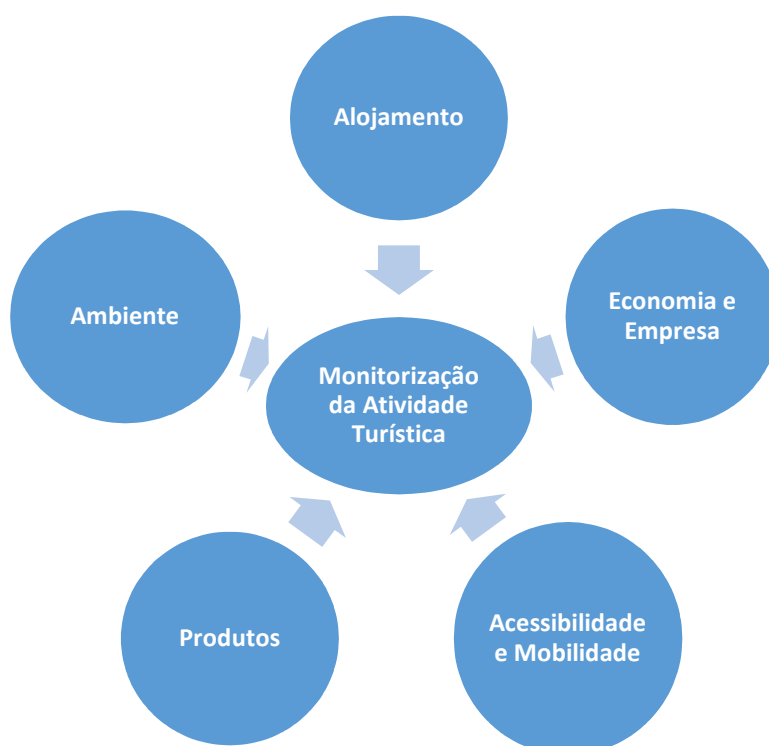 Alojamento
Ambiente
Economia e
Empresa
Monitorização
da Atividade
Turística
Produtos
Acessibilidade
e Mobilidade